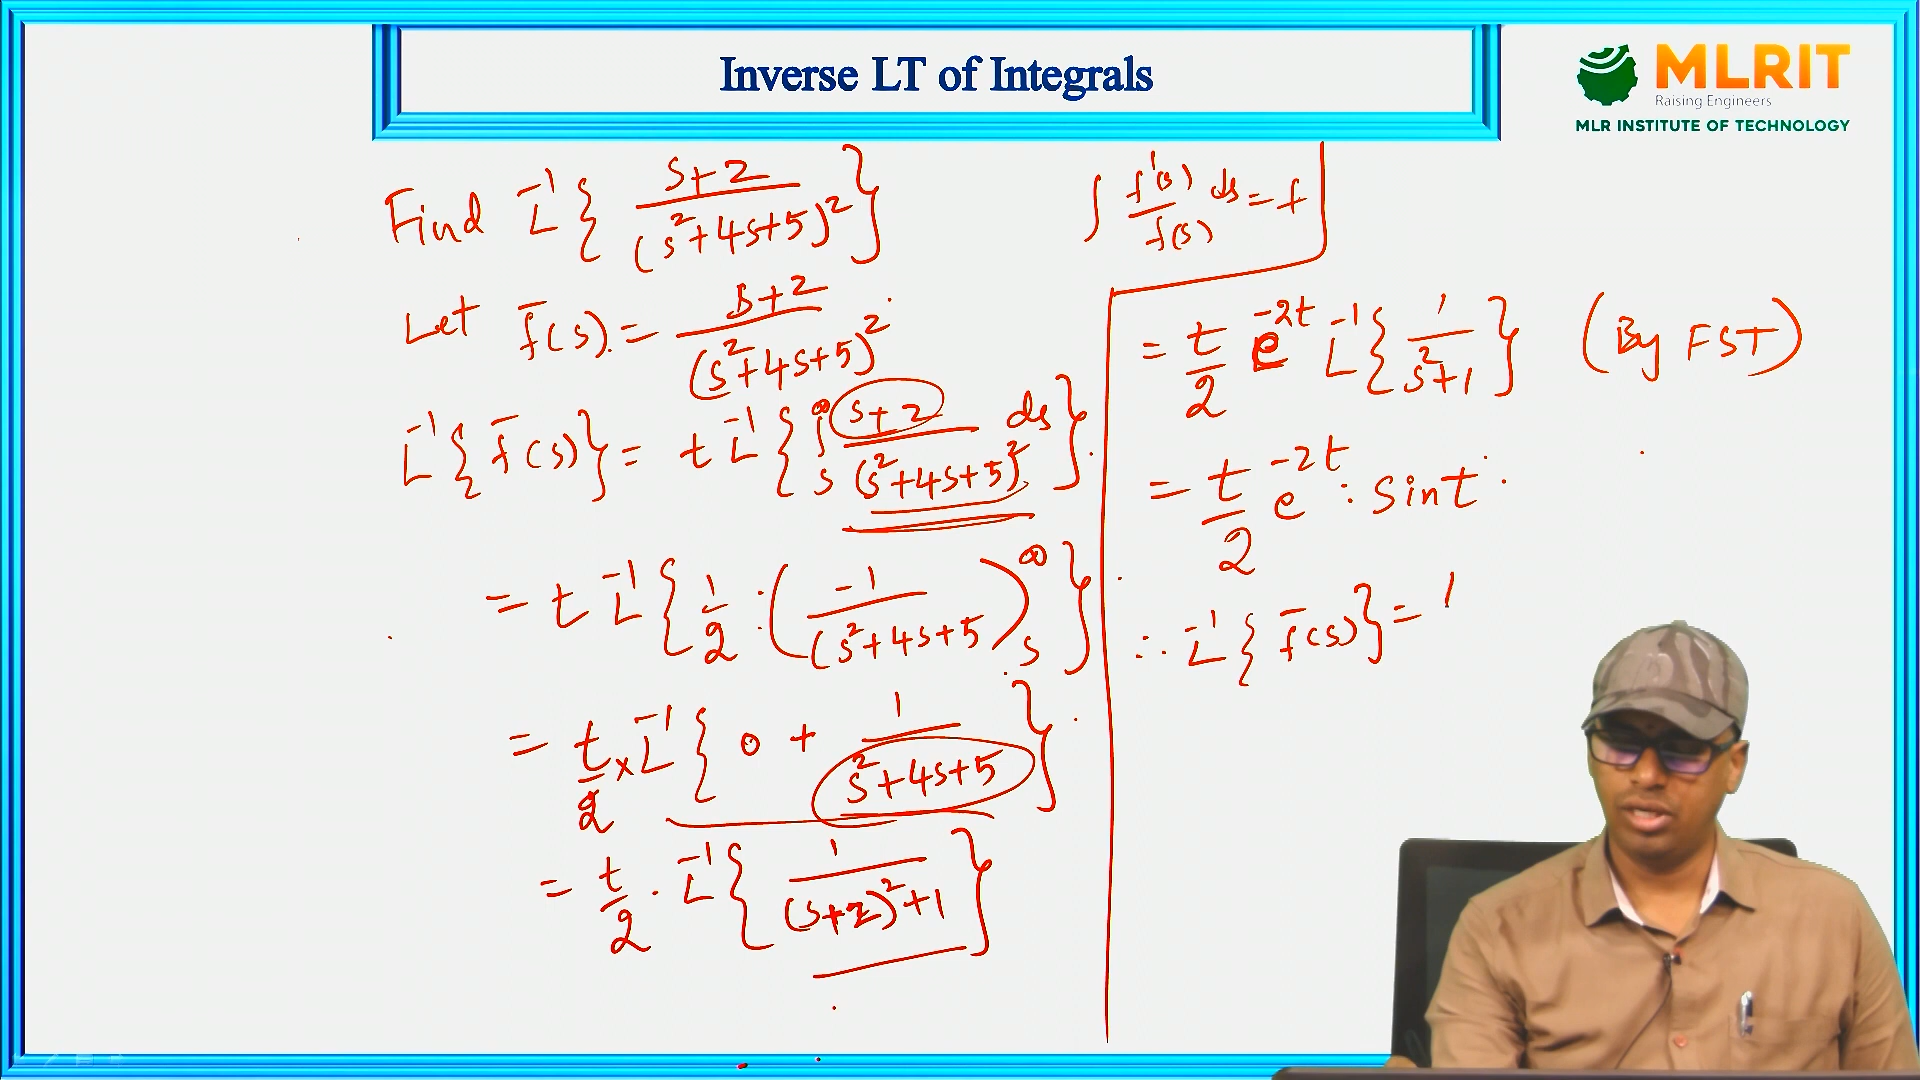 Inverse LT of Integrals
MLRIT
Raising Engineers
MLR INSTITUTE OF TECHNOLOGY
Find L⁻¹{ (s+2)/(s²+4s+5)² }
Let f̄(s) = (s+2)/(s²+4s+5)²
L⁻¹{f̄(s)} = t L⁻¹{ ∫ₛ^∞ (s+2)/(s²+4s+5)² ds }
= t L⁻¹{ 1/2 · ( -1/(s²+4s+5 )ₛ^∞ }
= t/2 × L⁻¹{ 0 + 1/(s²+4s+5) }
= t/2 · L⁻¹{ 1/((s+2)²+1) }
∫ f'(s)/f(s) ds = f
= t/2 e^(-2t) L⁻¹{ 1/(s²+1) } (By FST)
= t/2 e^(-2t) · sint
∴ L⁻¹{f̄(s)} =